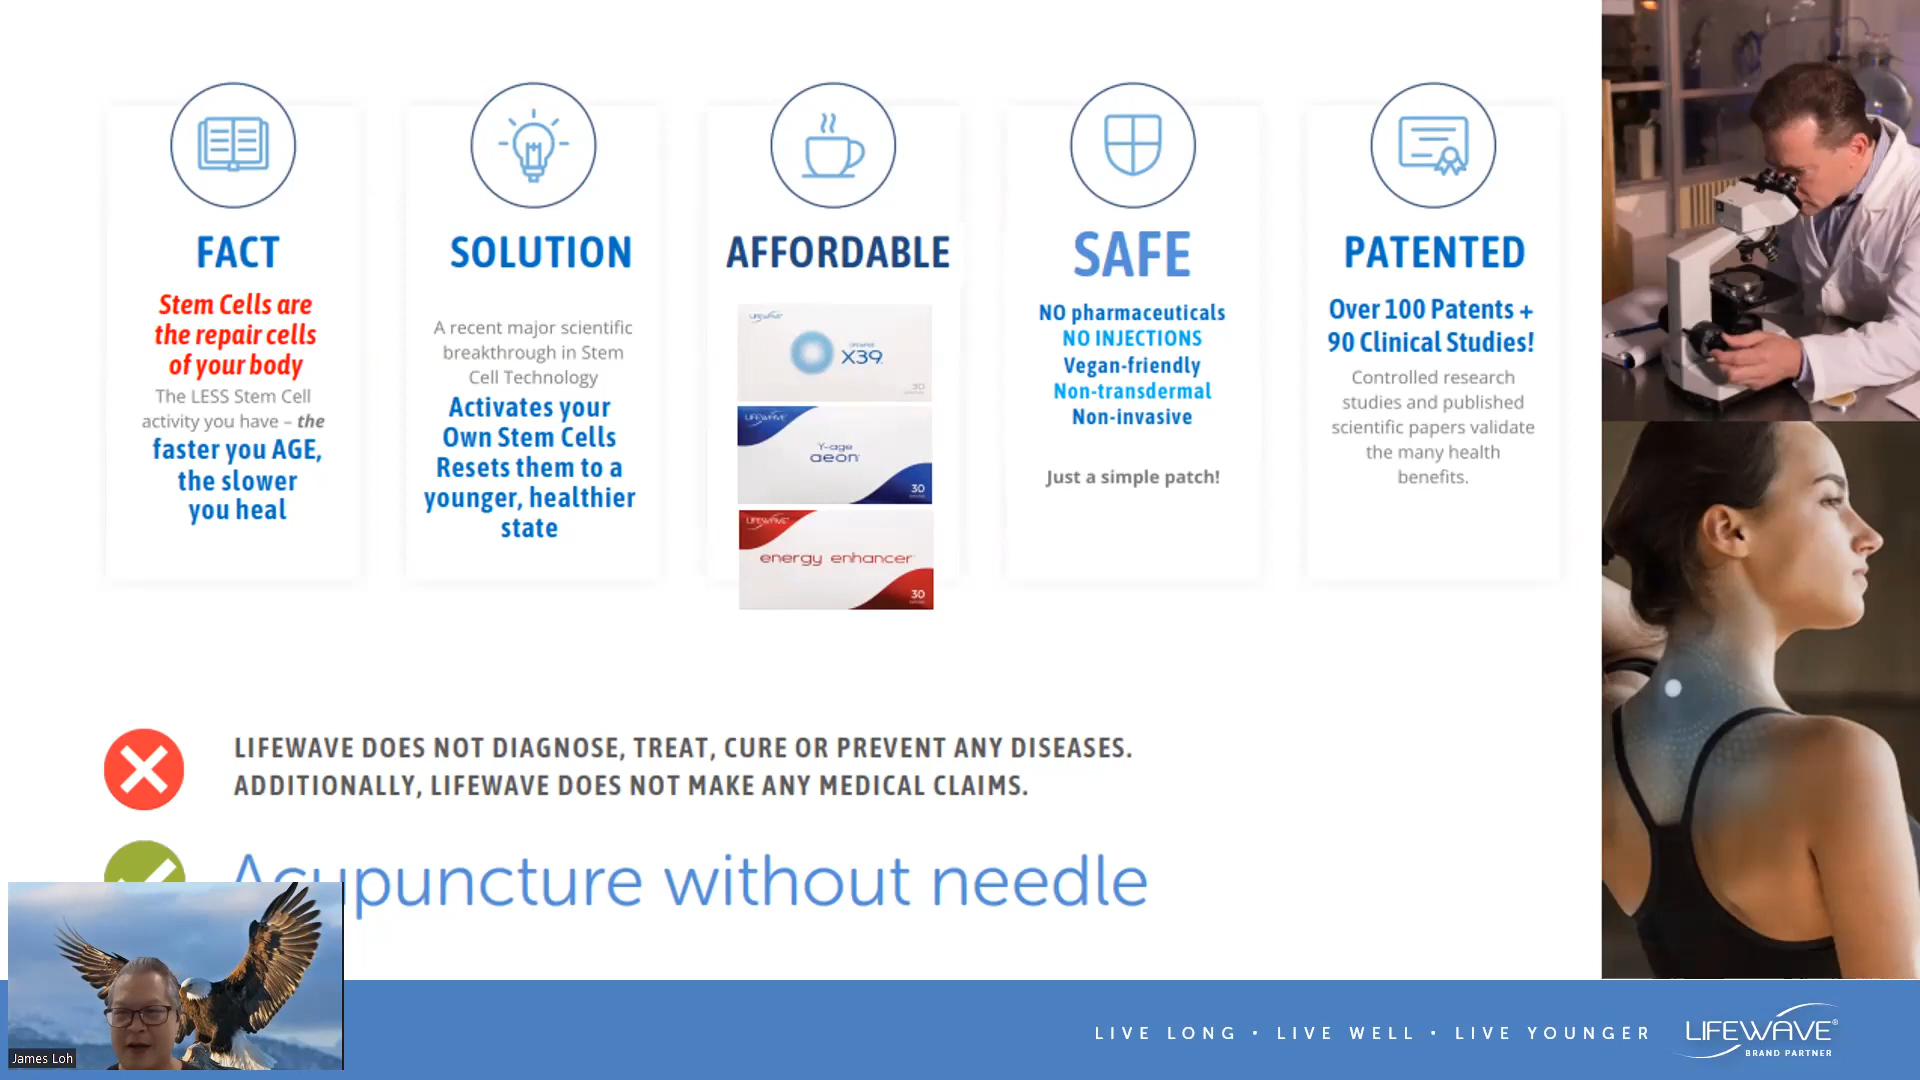 FACT
Stem Cells are
the repair cells
of your body
The LESS Stem Cell
activity you have – the
faster you AGE,
the slower
you heal
SOLUTION
A recent major scientific
breakthrough in Stem
Cell Technology
Activates your
Own Stem Cells
Resets them to a
younger, healthier
state
AFFORDABLE
LIFEWAVE
X39
30
LIFEWAVE
Y-age
aeon
30
LIFEWAVE
energy enhancer
30
SAFE
NO pharmaceuticals
NO INJECTIONS
Vegan-friendly
Non-transdermal
Non-invasive
Just a simple patch!
PATENTED
Over 100 Patents +
90 Clinical Studies!
Controlled research
studies and published
scientific papers validate
the many health
benefits.
LIFEWAVE DOES NOT DIAGNOSE, TREAT, CURE OR PREVENT ANY DISEASES.
ADDITIONALLY, LIFEWAVE DOES NOT MAKE ANY MEDICAL CLAIMS.
Acupuncture without needle
James Loh
LIVE LONG • LIVE WELL • LIVE YOUNGER
LIFEWAVE®
BRAND PARTNER